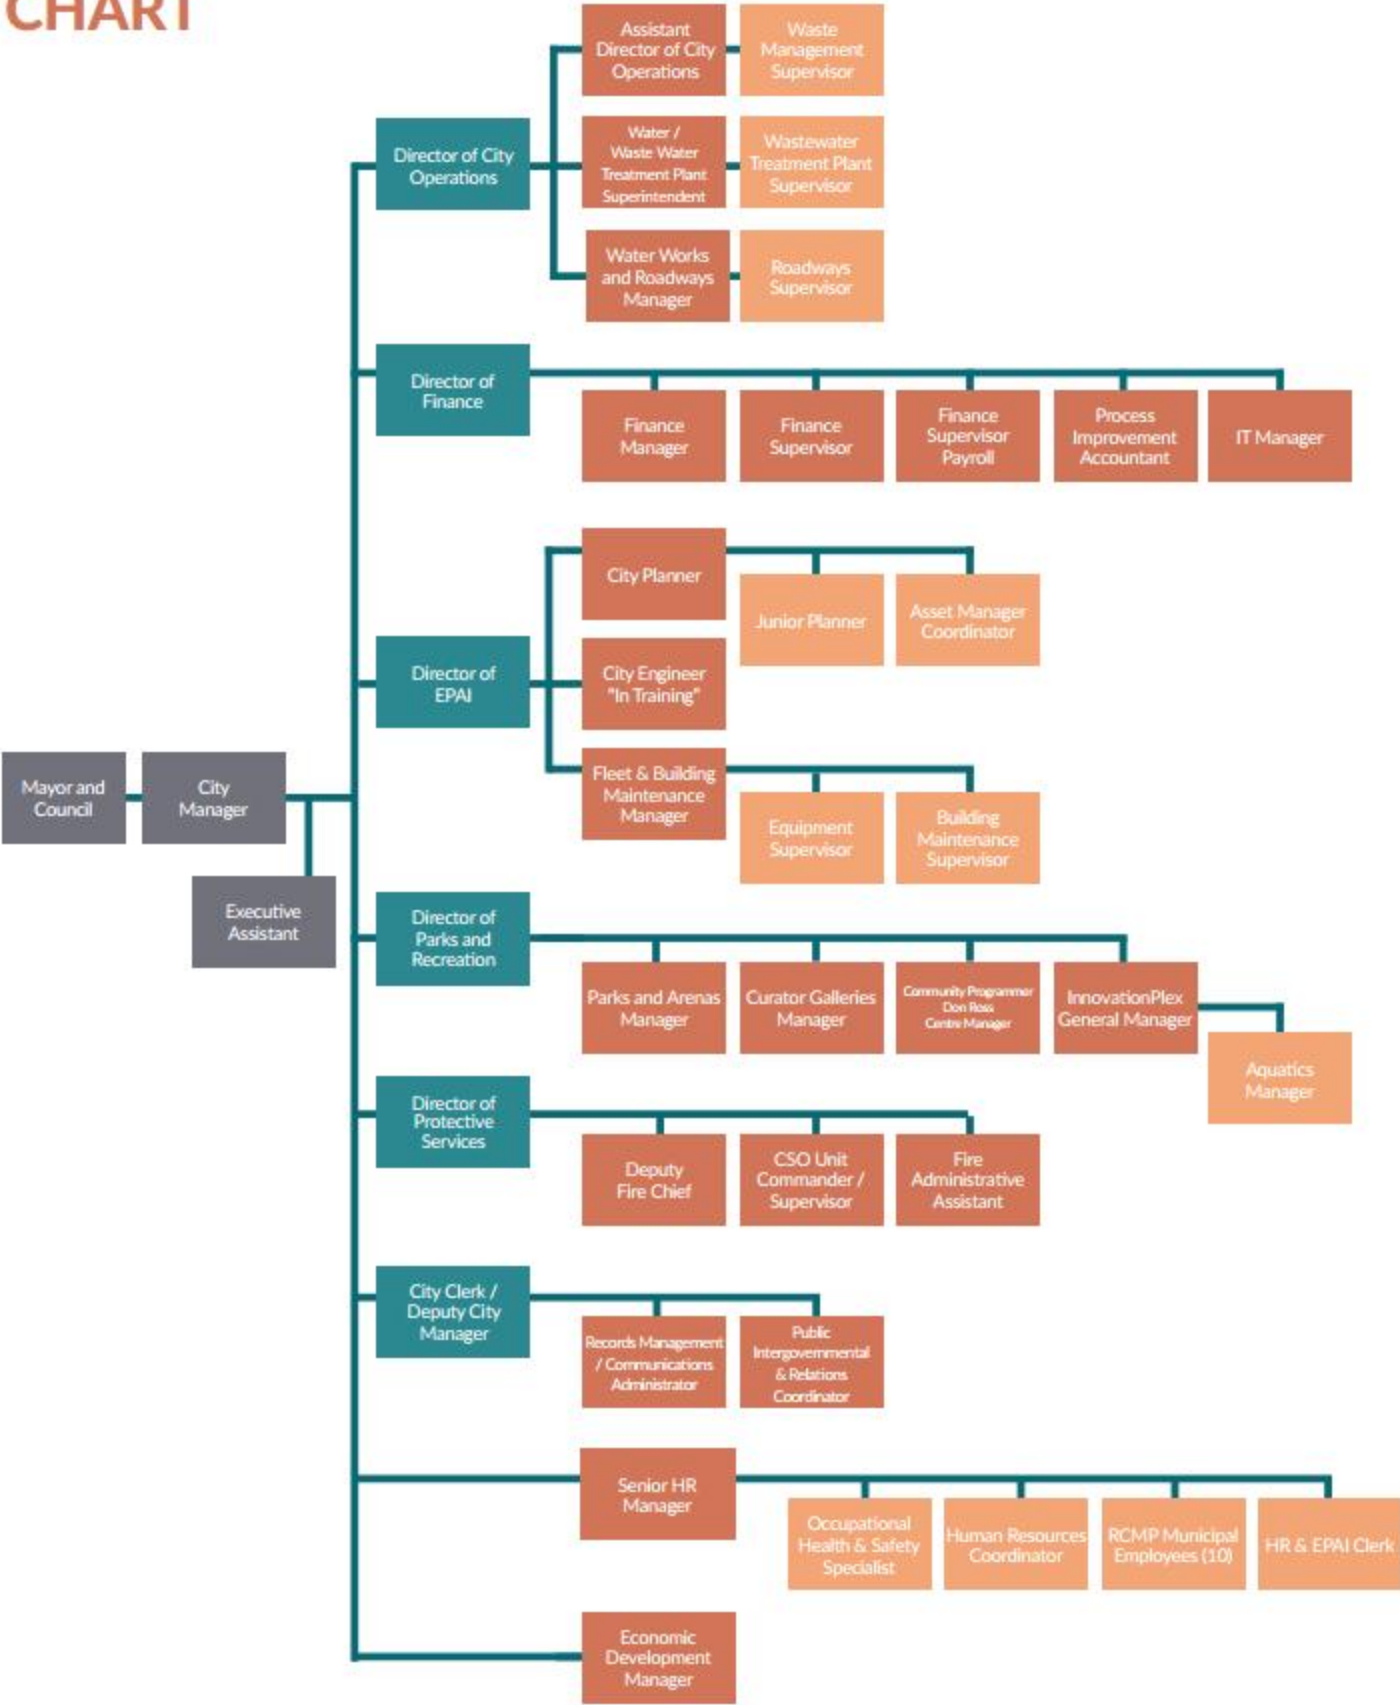 CHART
Assistant
Director of City
Operations
Waste
Management
Supervisor
Director of City
Operations
Water /
Waste Water
Treatment Plant
Superintendent
Wastewater
Treatment Plant
Supervisor
Water Works
and Roadways
Manager
Roadways
Supervisor
Director of
Finance
Finance
Manager
Finance
Supervisor
Finance
Supervisor
Payroll
Process
Improvement
Accountant
IT Manager
City Planner
Junior Planner
Asset Manager
Coordinator
Director of
EPAI
City Engineer
"In Training"
Fleet & Building
Maintenance
Manager
Equipment
Supervisor
Building
Maintenance
Supervisor
Mayor and
Council
City
Manager
Executive
Assistant
Director of
Parks and
Recreation
Parks and Arenas
Manager
Curator Galleries
Manager
Community Programmer
Don Ross
Centre Manager
InnovationPlex
General Manager
Aquatics
Manager
Director of
Protective
Services
Deputy
Fire Chief
CSO Unit
Commander /
Supervisor
Fire
Administrative
Assistant
City Clerk /
Deputy City
Manager
Records Management
/ Communications
Administrator
Public
Intergovernmental
& Relations
Coordinator
Senior HR
Manager
Occupational
Health & Safety
Specialist
Human Resources
Coordinator
RCMP Municipal
Employees (10)
HR & EPAI Clerk
Economic
Development
Manager